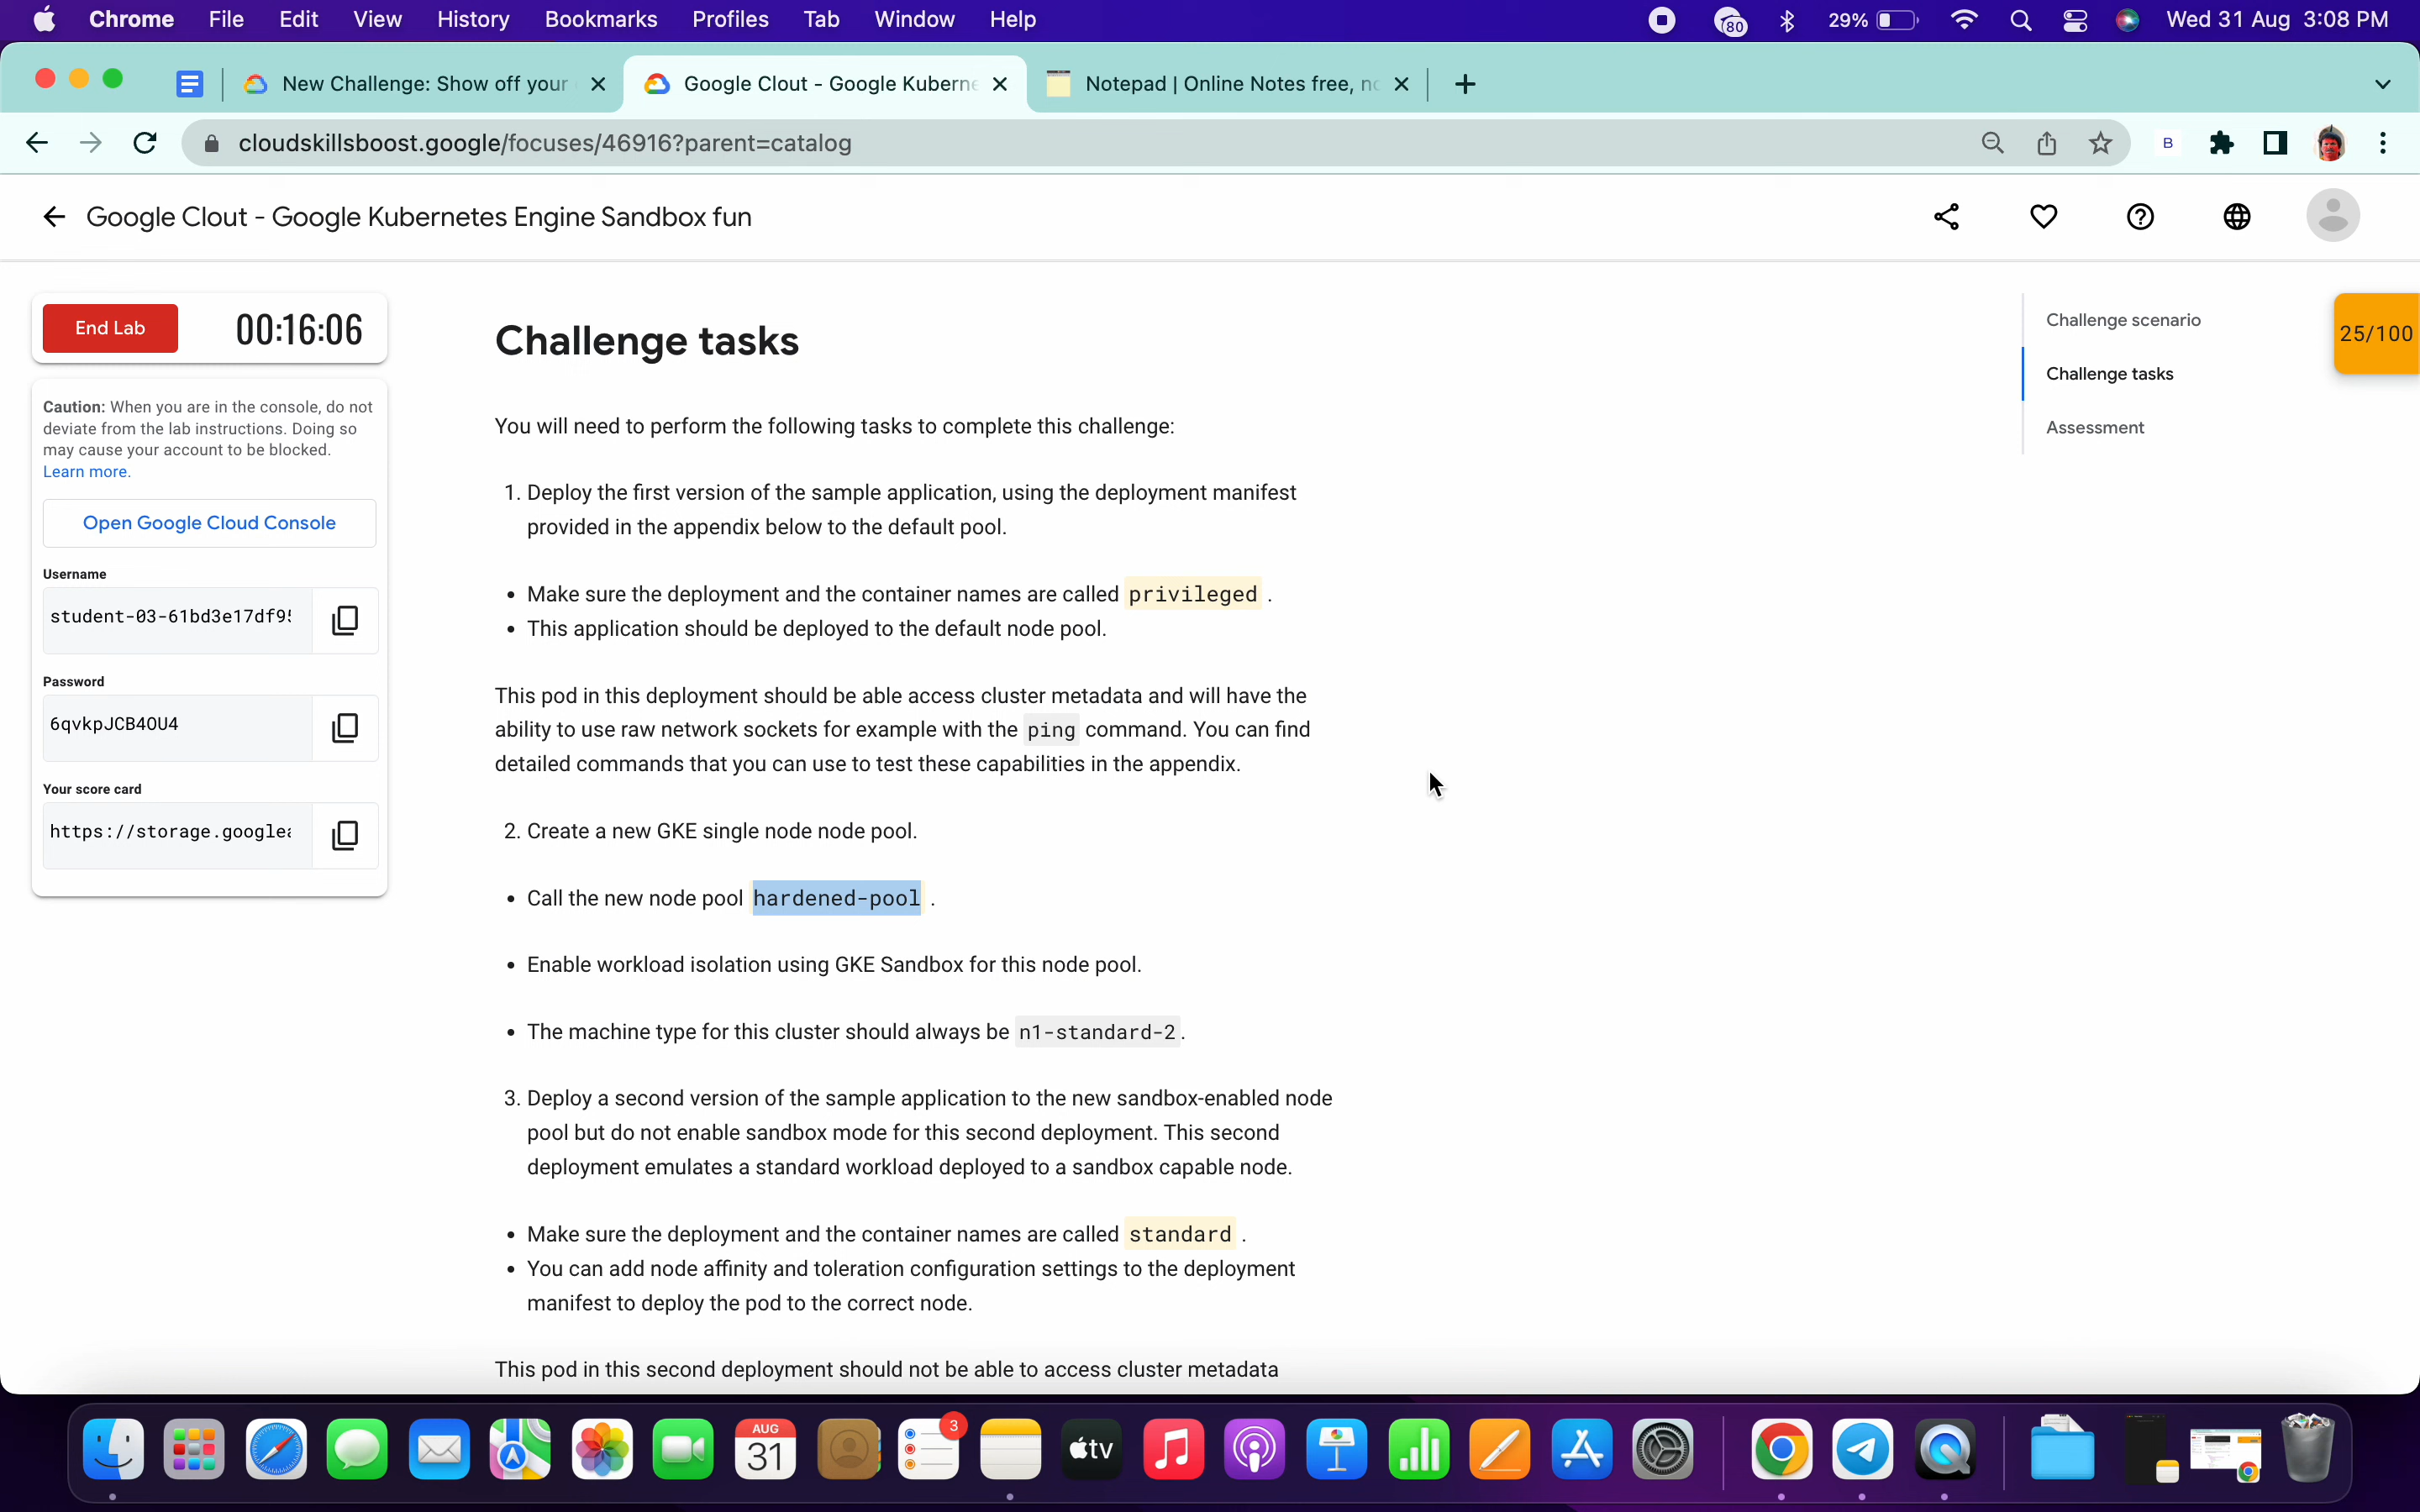 Chrome File Edit View History Bookmarks Profiles Tab Window Help
80
29%
Wed 31 Aug 3:08 PM
New Challenge: Show off your
Google Clout - Google Kuberne
Notepad | Online Notes free, no
cloudskillsboost.google/focuses/46916?parent=catalog
B
Google Clout - Google Kubernetes Engine Sandbox fun
End Lab
00:16:06
Caution: When you are in the console, do not
deviate from the lab instructions. Doing so
may cause your account to be blocked.
Learn more.
Open Google Cloud Console
Username
student-03-61bd3e17df95
Password
6qvkpJCB4OU4
Your score card
https://storage.googlea
Challenge tasks
You will need to perform the following tasks to complete this challenge:
1. Deploy the first version of the sample application, using the deployment manifest
provided in the appendix below to the default pool.
• Make sure the deployment and the container names are called privileged .
• This application should be deployed to the default node pool.
This pod in this deployment should be able access cluster metadata and will have the
ability to use raw network sockets for example with the ping command. You can find
detailed commands that you can use to test these capabilities in the appendix.
2. Create a new GKE single node node pool.
• Call the new node pool hardened-pool .
• Enable workload isolation using GKE Sandbox for this node pool.
• The machine type for this cluster should always be n1-standard-2.
3. Deploy a second version of the sample application to the new sandbox-enabled node
pool but do not enable sandbox mode for this second deployment. This second
deployment emulates a standard workload deployed to a sandbox capable node.
• Make sure the deployment and the container names are called standard .
• You can add node affinity and toleration configuration settings to the deployment
manifest to deploy the pod to the correct node.
This pod in this second deployment should not be able to access cluster metadata
Challenge scenario
Challenge tasks
Assessment
25/100
AUG
31
3
tv